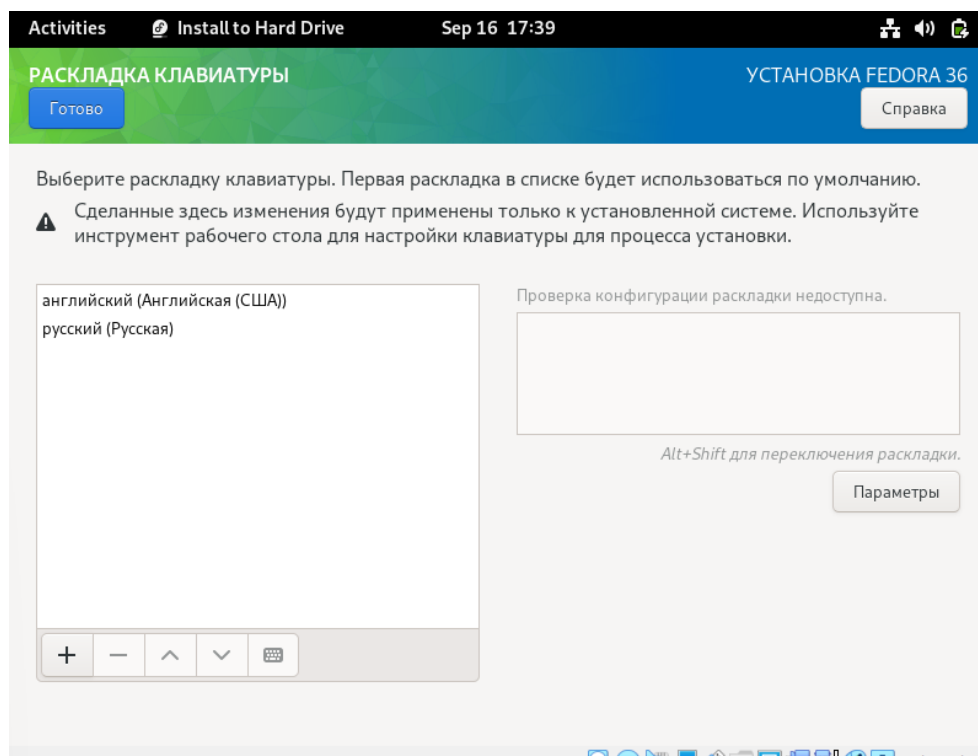 Activities Install to Hard Drive Sep 16 17:39
РАСКЛАДКА КЛАВИАТУРЫ
УСТАНОВКА FEDORA 36
Готово
Справка
Выберите раскладку клавиатуры. Первая раскладка в списке будет использоваться по умолчанию.
Сделанные здесь изменения будут применены только к установленной системе. Используйте
инструмент рабочего стола для настройки клавиатуры для процесса установки.
английский (Английская (США))
русский (Русская)
Проверка конфигурации раскладки недоступна.
Alt+Shift для переключения раскладки.
Параметры